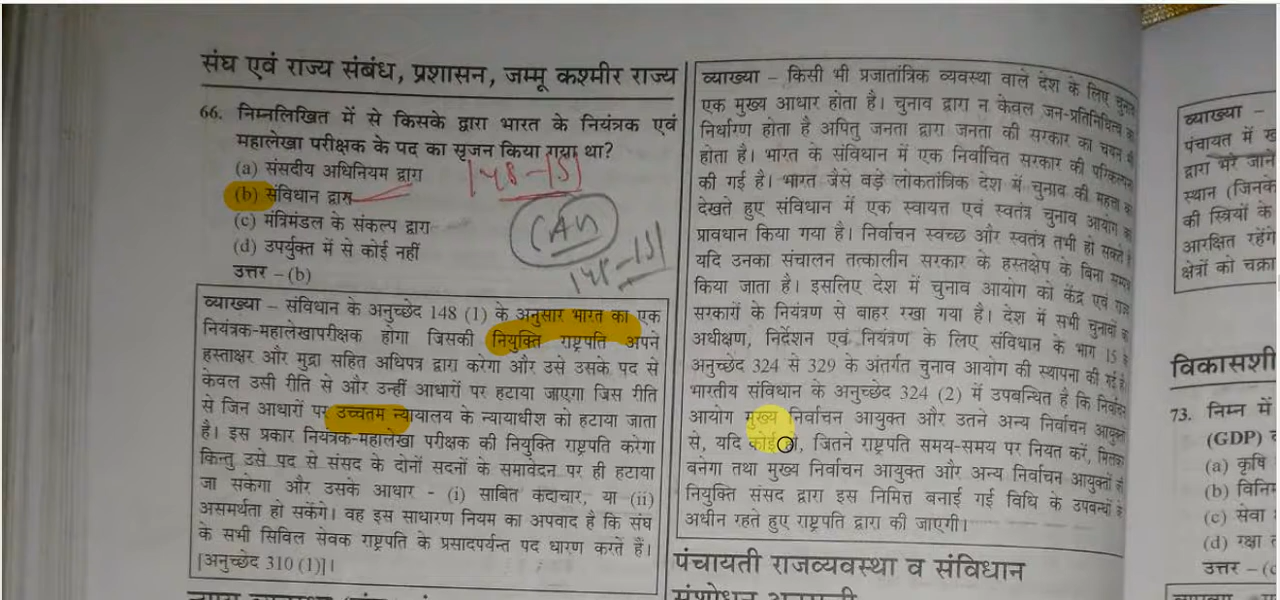 संघ एवं राज्य संबंध, प्रशासन, जम्मू कश्मीर राज्य
66. निम्नलिखित में से किसके द्वारा भारत के नियंत्रक एवं
महालेखा परीक्षक के पद का सृजन किया गया था?
(a) संसदीय अधिनियम द्वारा
148-151
(b) संविधान द्वारा
(c) मंत्रिमंडल के संकल्प द्वारा
(d) उपर्युक्त में से कोई नहीं
148-151
उत्तर –(b)
व्याख्या – संविधान के अनुच्छेद 148 (1) के अनुसार भारत का एक
नियंत्रक-महालेखापरीक्षक होगा जिसकी नियुक्ति राष्ट्रपति अपने
हस्ताक्षर और मुद्रा सहित अधिपत्र द्वारा करेगा और उसे उसके पद से
केवल उसी रीति से और उन्हीं आधारों पर हटाया जाएगा जिस रीति
से जिन आधारों पर उच्चतम न्यायालय के न्यायाधीश को हटाया जाता
है। इस प्रकार नियंत्रक-महालेखा परीक्षक की नियुक्ति राष्ट्रपति करेगा
किन्तु उसे पद से संसद के दोनों सदनों के समावेदन पर ही हटाया
जा सकेगा और उसके आधार - (i) साबित कदाचार, या (ii)
असमर्थता हो सकेंगे। वह इस साधारण नियम का अपवाद है कि संघ
के सभी सिविल सेवक राष्ट्रपति के प्रसादपर्यन्त पद धारण करते हैं।
[अनुच्छेद 310 (1)]।
व्याख्या – किसी भी प्रजातांत्रिक व्यवस्था वाले देश के लिए चुनाव
एक मुख्य आधार होता है। चुनाव द्वारा न केवल जन-प्रतिनिधित्व का
निर्धारण होता है अपितु जनता द्वारा जनता की सरकार का चयन भी
होता है। भारत के संविधान में एक निर्वाचित सरकार की परिकल्पना
की गई है। भारत जैसे बड़े लोकतांत्रिक देश में चुनाव की महत्ता को
देखते हुए संविधान में एक स्वायत्त एवं स्वतंत्र चुनाव आयोग का
प्रावधान किया गया है। निर्वाचन स्वच्छ और स्वतंत्र तभी हो सकते हैं
यदि उनका संचालन तत्कालीन सरकार के हस्तक्षेप के बिना सम्पन्न
किया जाता है। इसलिए देश में चुनाव आयोग को केंद्र एवं राज्य
सरकारों के नियंत्रण से बाहर रखा गया है। देश में सभी चुनावों के
अधीक्षण, निर्देशन एवं नियंत्रण के लिए संविधान के भाग 15 के
अनुच्छेद 324 से 329 के अंतर्गत चुनाव आयोग की स्थापना की गई है।
भारतीय संविधान के अनुच्छेद 324 (2) में उपबन्धित है कि निर्वाचन
आयोग मुख्य निर्वाचन आयुक्त और उतने अन्य निर्वाचन आयुक्तों
से, यदि कोई हों, जितने राष्ट्रपति समय-समय पर नियत करें, मिलकर
बनेगा तथा मुख्य निर्वाचन आयुक्त और अन्य निर्वाचन आयुक्तों की
नियुक्ति संसद द्वारा इस निमित्त बनाई गई विधि के उपबन्धों के
अधीन रहते हुए राष्ट्रपति द्वारा की जाएगी।
पंचायती राजव्यवस्था व संविधान
व्याख्या –
पंचायत में
द्वारा भरे जाने
स्थान (जिनके
की स्त्रियों के
आरक्षित रहेंगे
क्षेत्रों को चक्रा
विकासशी
73. निम्न में
(GDP)
(a) कृषि
(b) विनि
(c) सेवा
(d) रक्षा
उत्तर –(c